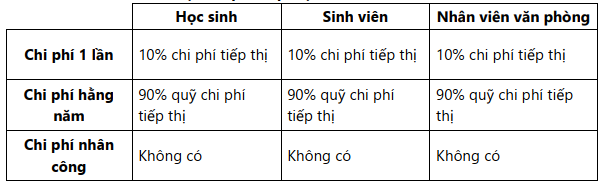 Học sinh Sinh viên Nhân viên văn phòng
Chi phí 1 lần 10% chi phí tiếp thị 10% chi phí tiếp thị 10% chi phí tiếp thị
Chi phí hằng năm 90% quỹ chi phí tiếp thị 90% quỹ chi phí tiếp thị 90% quỹ chi phí tiếp thị
Chi phí nhân công Không có Không có Không có